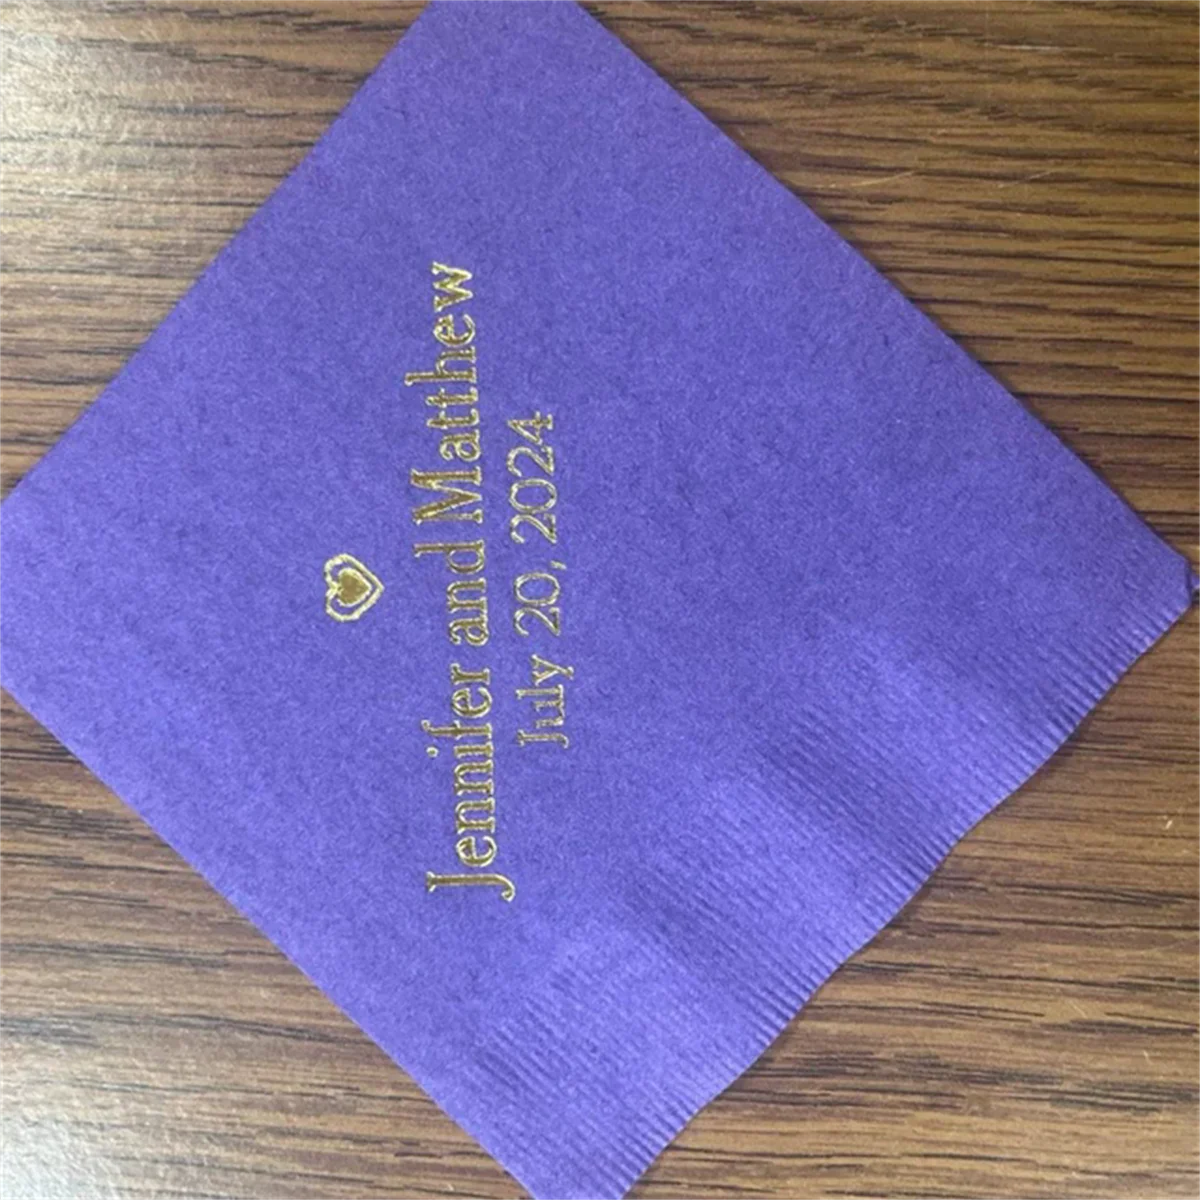 Jennifer and Matthew
July 20, 2024